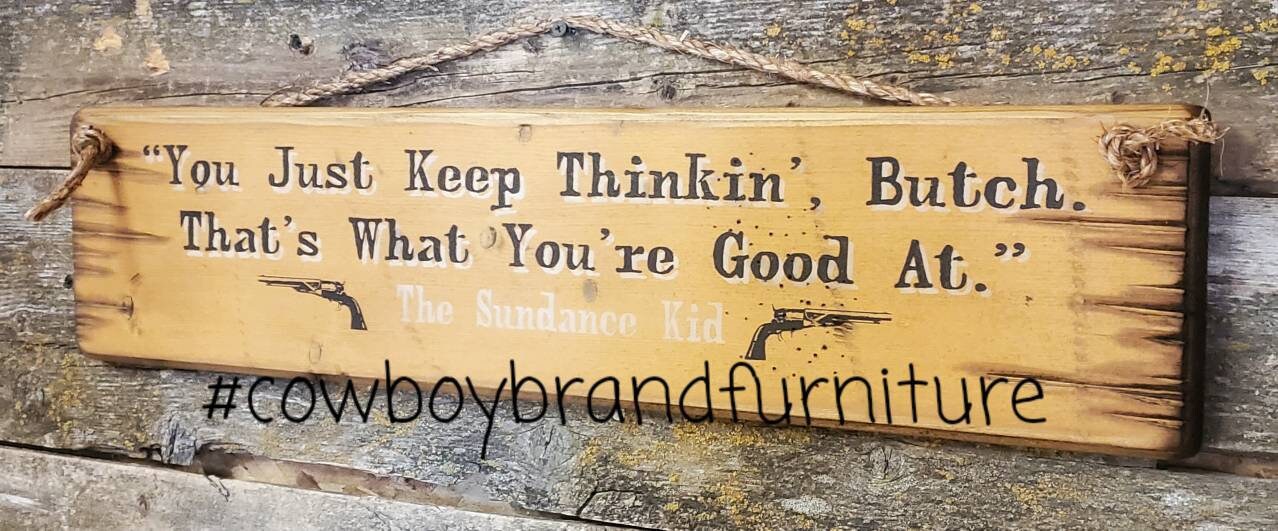 “You Just Keep Thinkin’, Butch.
That’s What You’re Good At.”
The Sundance Kid
#cowboybrandfurniture